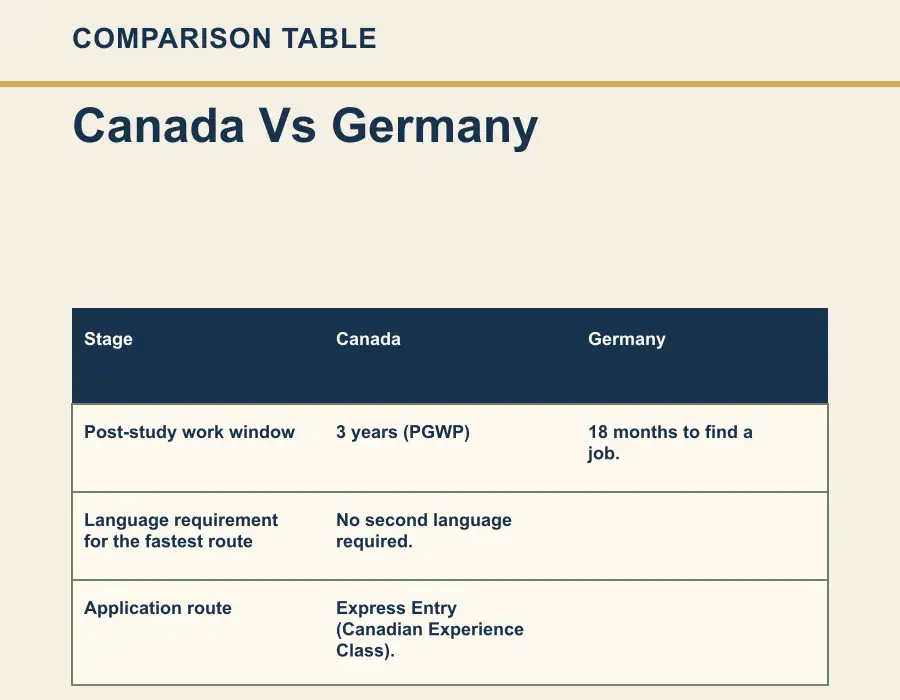 COMPARISON TABLE
Canada Vs Germany
Stage
Canada
Germany
Post-study work window
3 years (PGWP)
18 months to find a
job.
Language requirement
for the fastest route
No second language
required.
Application route
Express Entry
(Canadian Experience
Class).